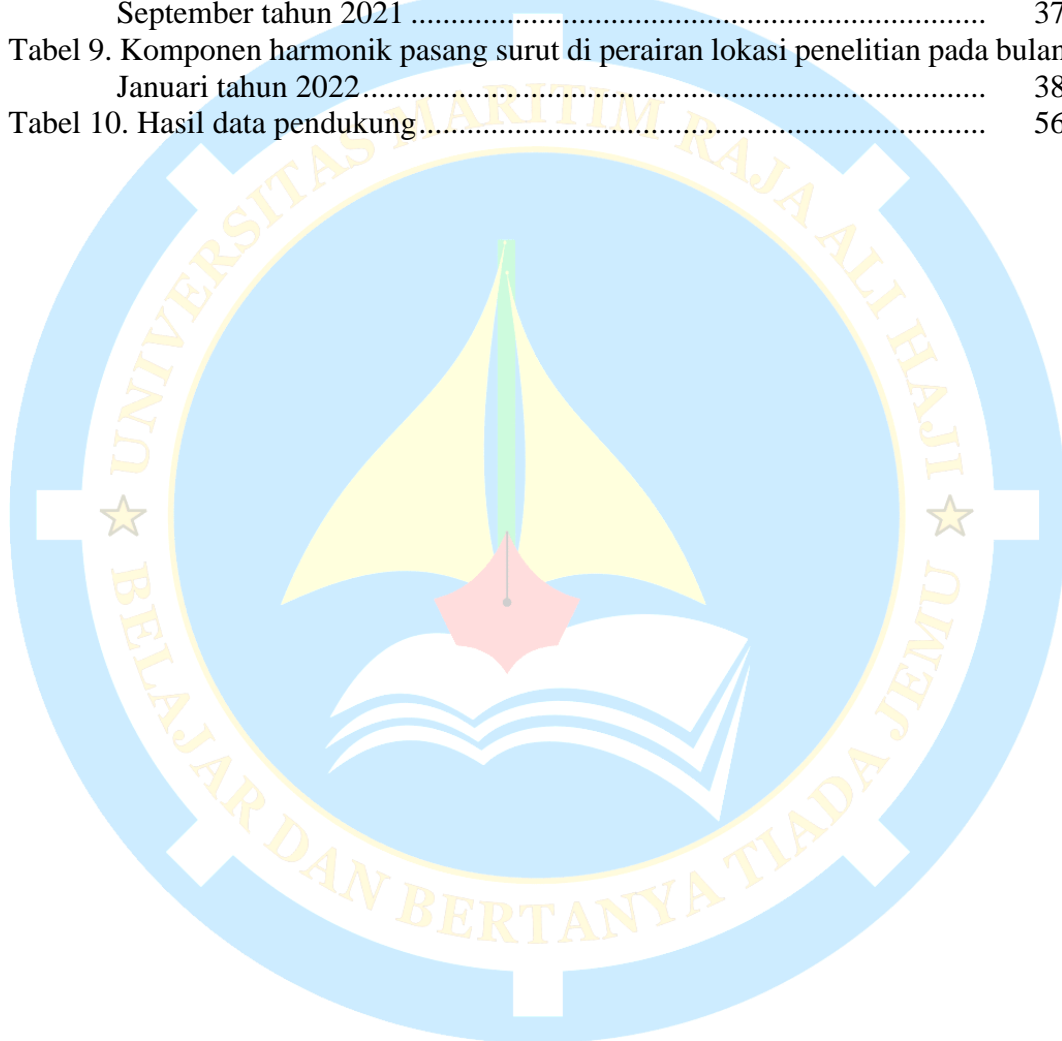 September tahun 2021 ........................................................................ 37
Tabel 9. Komponen harmonik pasang surut di perairan lokasi penelitian pada bulan
Januari tahun 2022.............................................................................. 38
Tabel 10. Hasil data pendukung....................................................................... 56
UNIVERSITAS MARITIM RAJA ALI HAJI
BELAJAR DAN BERTANYA TIADA JEMU